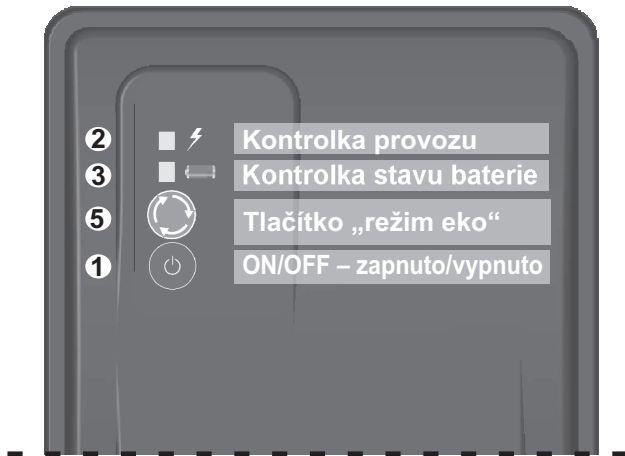 2 Kontrolka provozu
3 Kontrolka stavu baterie
5 Tlačítko „režim eko“
1 ON/OFF – zapnuto/vypnuto